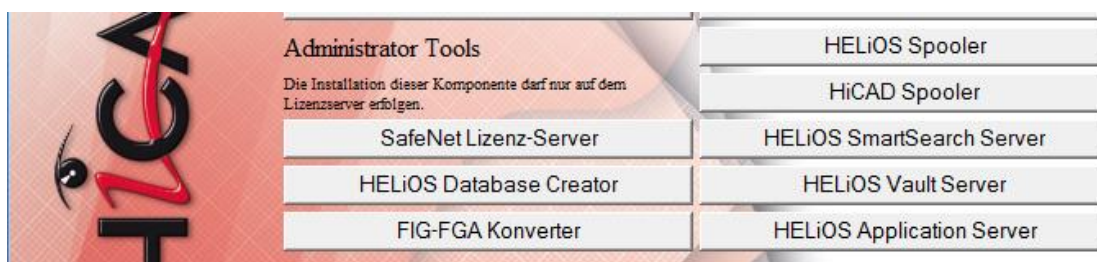 HiCA
Administrator Tools
Die Installation dieser Komponente darf nur auf dem
Lizenzserver erfolgen.
SafeNet Lizenz-Server
HELiOS Database Creator
FIG-FGA Konverter
HELiOS Spooler
HiCAD Spooler
HELiOS SmartSearch Server
HELiOS Vault Server
HELiOS Application Server